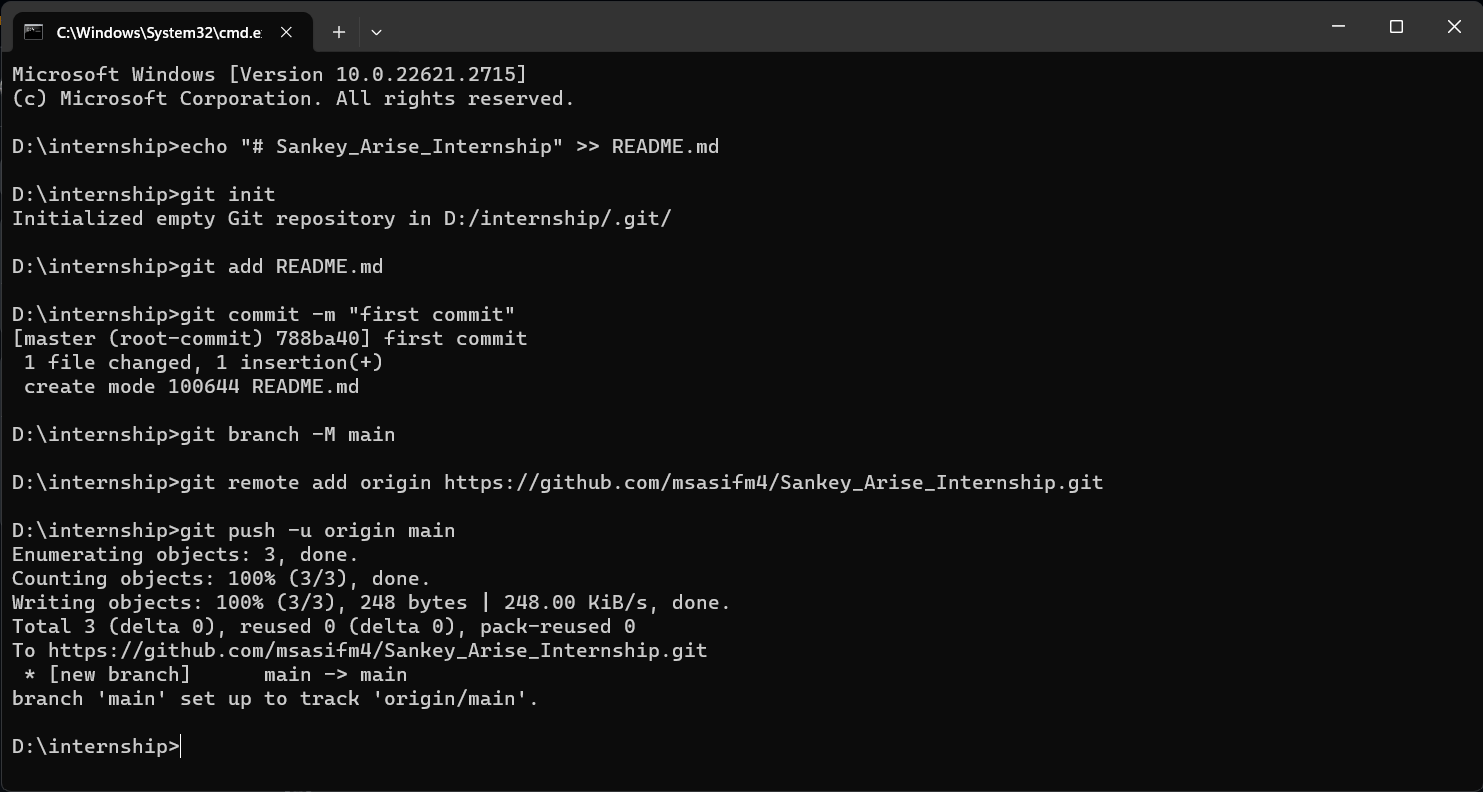 C:\Windows\System32\cmd.e
Microsoft Windows [Version 10.0.22621.2715]
(c) Microsoft Corporation. All rights reserved.
D:\internship>echo "# Sankey_Arise_Internship" >> README.md
D:\internship>git init
Initialized empty Git repository in D:/internship/.git/
D:\internship>git add README.md
D:\internship>git commit -m "first commit"
[master (root-commit) 788ba40] first commit
 1 file changed, 1 insertion(+)
 create mode 100644 README.md
D:\internship>git branch -M main
D:\internship>git remote add origin https://github.com/msasifm4/Sankey_Arise_Internship.git
D:\internship>git push -u origin main
Enumerating objects: 3, done.
Counting objects: 100% (3/3), done.
Writing objects: 100% (3/3), 248 bytes | 248.00 KiB/s, done.
Total 3 (delta 0), reused 0 (delta 0), pack-reused 0
To https://github.com/msasifm4/Sankey_Arise_Internship.git
 * [new branch]      main -> main
branch 'main' set up to track 'origin/main'.
D:\internship>